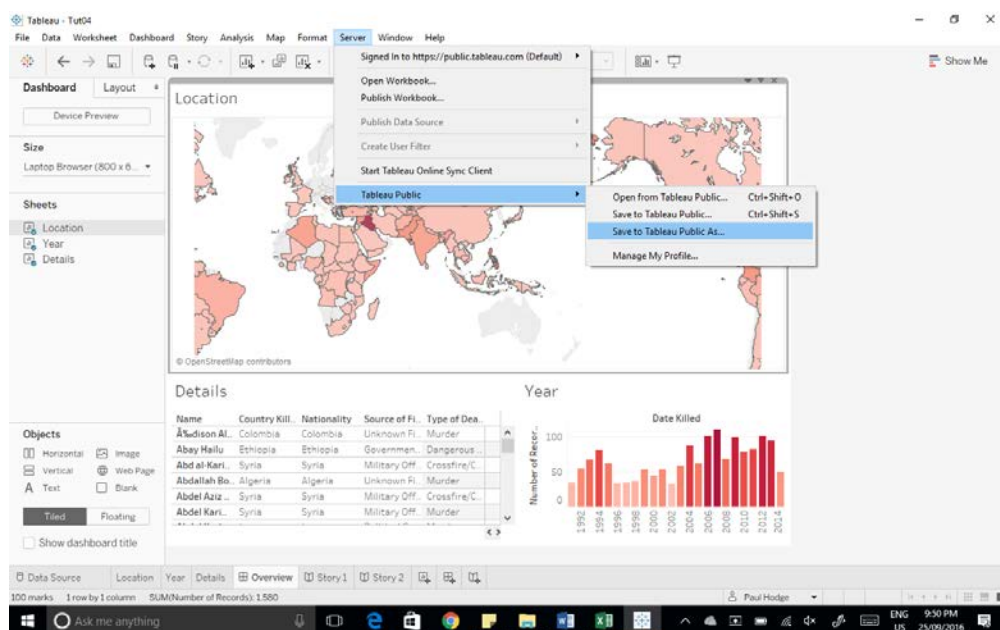 Tableau - Tut04
File Data Worksheet Dashboard Story Analysis Map Format Server Window Help
Show Me
Signed In to https://public.tableau.com (Default)
Open Workbook...
Publish Workbook...
Publish Data Source
Create User Filter
Start Tableau Online Sync Client
Tableau Public
Open from Tableau Public... Ctrl+Shift+O
Save to Tableau Public... Ctrl+Shift+S
Save to Tableau Public As...
Manage My Profile...
Dashboard Layout
Device Preview
Size
Laptop Browser (800 x 6...
Sheets
Location
Year
Details
Objects
Horizontal Image
Vertical Web Page
A Text Blank
Tiled Floating
Show dashboard title
Location
© OpenStreetMap contributors
Details
Name Country Kill.. Nationality Source of Fi.. Type of Dea..
Å‰dison Al.. Colombia Colombia Unknown Fi.. Murder
Abay Hailu Ethiopia Ethiopia Governmen.. Dangerous ..
Abd al-Kari.. Syria Syria Military Off.. Crossfire/C..
Abdallah Bo.. Algeria Algeria Unknown Fi.. Murder
Abdel Aziz .. Syria Syria Military Off.. Crossfire/C..
Abdel Kari.. Syria Syria Military Off.. Murder
Year
Date Killed
Number of Recor..
100
50
0
1992 1994 1996 1998 2000 2002 2004 2006 2008 2010 2012 2014
Data Source Location Year Details Overview Story 1 Story 2
100 marks 1 row by 1 column SUM(Number of Records): 1,580
Paul Hodge
Ask me anything
ENG
US
9:50 PM
25/09/2016